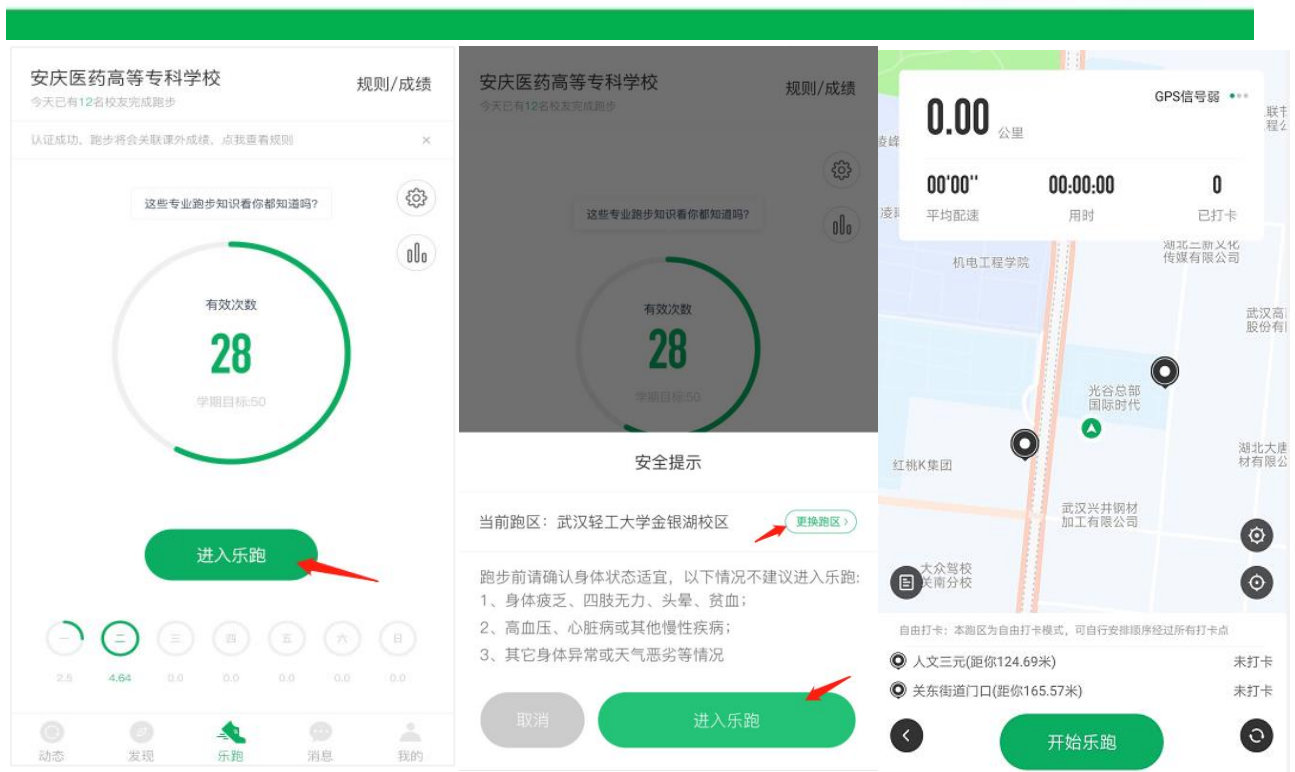 安庆医药高等专科学校
规则/成绩
今天已有12名校友完成跑步
认证成功、跑步将会关联课外成绩、点我查看规则
×
这些专业跑步知识看你都知道吗?
有效次数
28
学期目标:50
进入乐跑
一 二 三 四 五 六 日
2.5 4.64 0.0 0.0 0.0 0.0 0.0
动态 发现 乐跑 消息 我的
安庆医药高等专科学校
规则/成绩
今天已有12名校友完成跑步
这些专业跑步知识看你都知道吗?
有效次数
28
学期目标:50
安全提示
当前跑区：武汉轻工大学金银湖校区
更换跑区 >
跑步前请确认身体状态适宜，以下情况不建议进入乐跑:
1、身体疲乏、四肢无力、头晕、贫血；
2、高血压、心脏病或其他慢性疾病；
3、其它身体异常或天气恶劣等情况
取消
进入乐跑
GPS信号弱
0.00 公里
00'00''
00:00:00
0
平均配速
用时
已打卡
湖北三新文化
传媒有限公司
机电工程学院
武汉高
股份有
光谷总部
国际时代
红桃K集团
湖北大唐
材有限公
武汉兴井钢材
加工有限公司
大众驾校
关南分校
自由打卡：本跑区为自由打卡模式，可自行安排顺序经过所有打卡点
人文三元(距你124.69米)
未打卡
关东街道门口(距你165.57米)
未打卡
开始乐跑